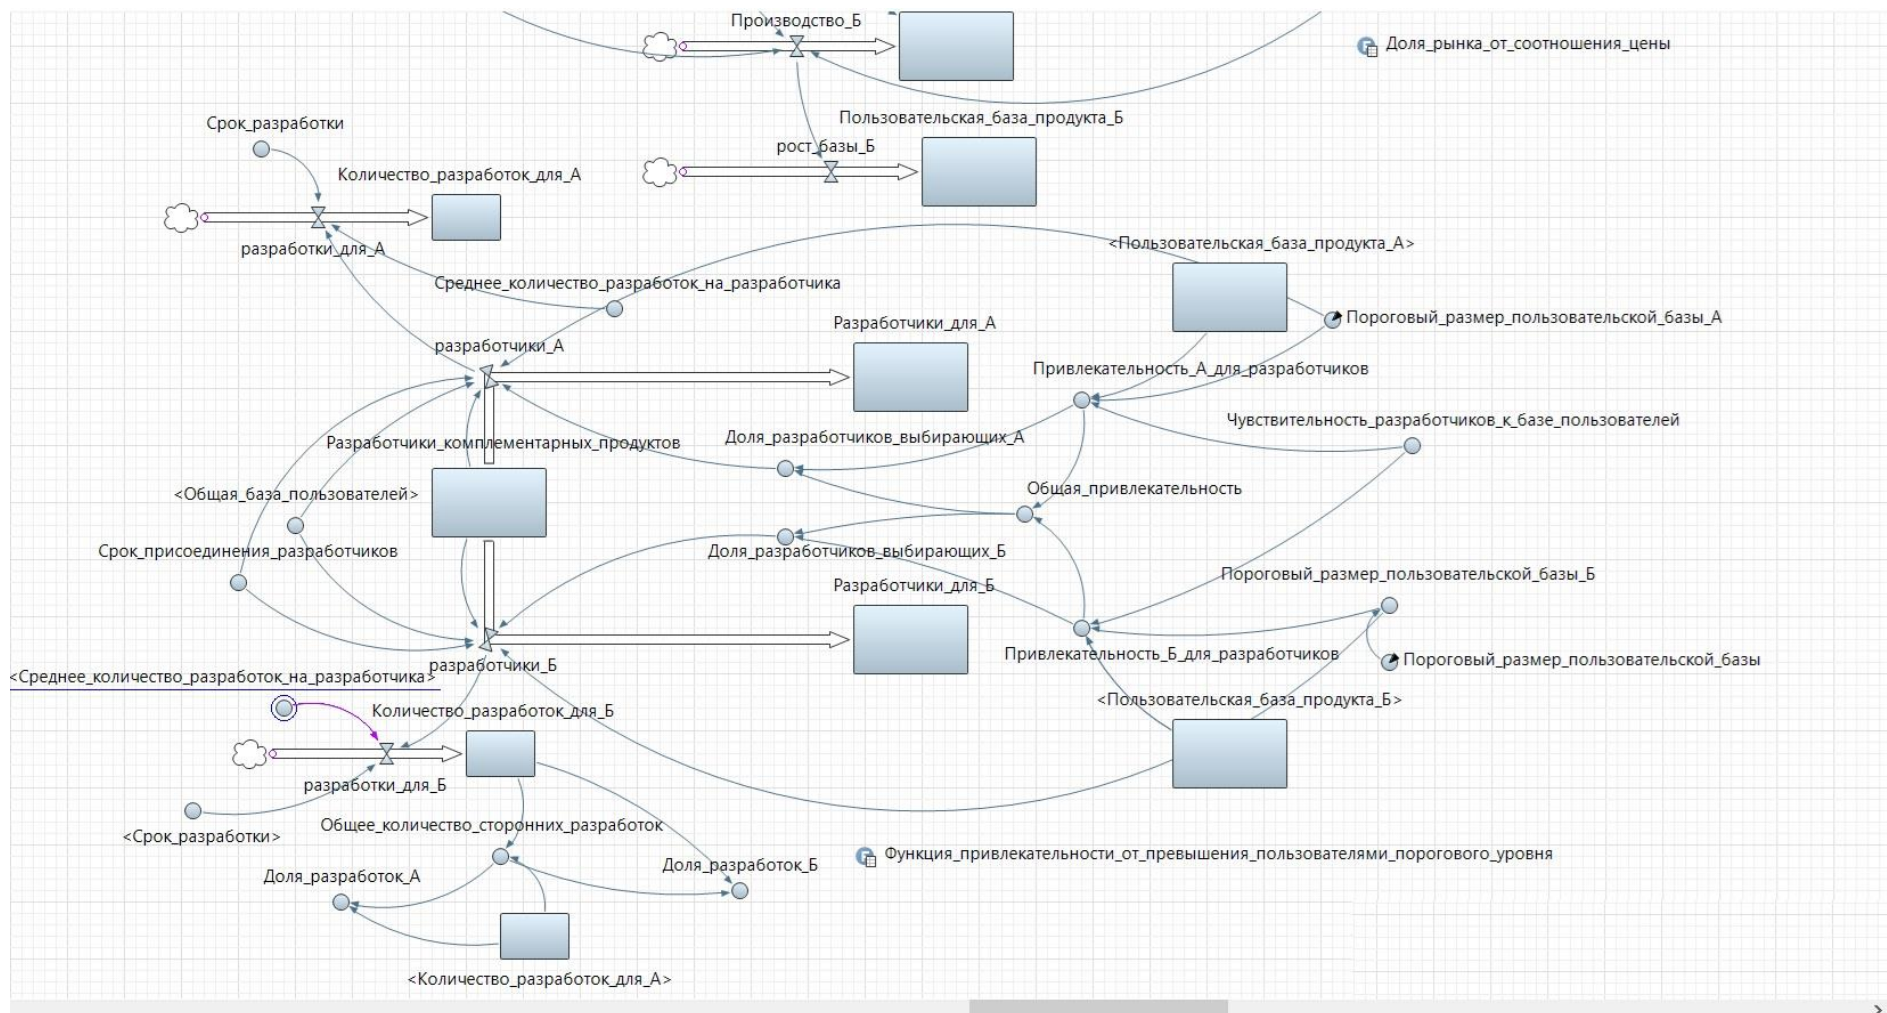 Производство_Б
Доля_рынка_от_соотношения_цены
Пользовательская_база_продукта_Б
Срок_разработки
рост_базы_Б
Количество_разработок_для_А
разработки_для_А
<Пользовательская_база_продукта_А>
Среднее_количество_разработок_на_разработчика
Разработчики_для_А
Пороговый_размер_пользовательской_базы_А
разработчики_А
Привлекательность_А_для_разработчиков
Чувствительность_разработчиков_к_базе_пользователей
Разработчики_комплементарных_продуктов
Доля_разработчиков_выбирающих_А
<Общая_база_пользователей>
Общая_привлекательность
Срок_присоединения_разработчиков
Доля_разработчиков_выбирающих_Б
Пороговый_размер_пользовательской_базы_Б
Разработчики_для_Б
Привлекательность_Б_для_разработчиков
Пороговый_размер_пользовательской_базы
разработчики_Б
<Среднее_количество_разработок_на_разработчика>
<Пользовательская_база_продукта_Б>
Количество_разработок_для_Б
разработки_для_Б
Общее_количество_сторонних_разработок
<Срок_разработки>
Функция_привлекательности_от_превышения_пользователями_порогового_уровня
Доля_разработок_Б
Доля_разработок_А
<Количество_разработок_для_А>